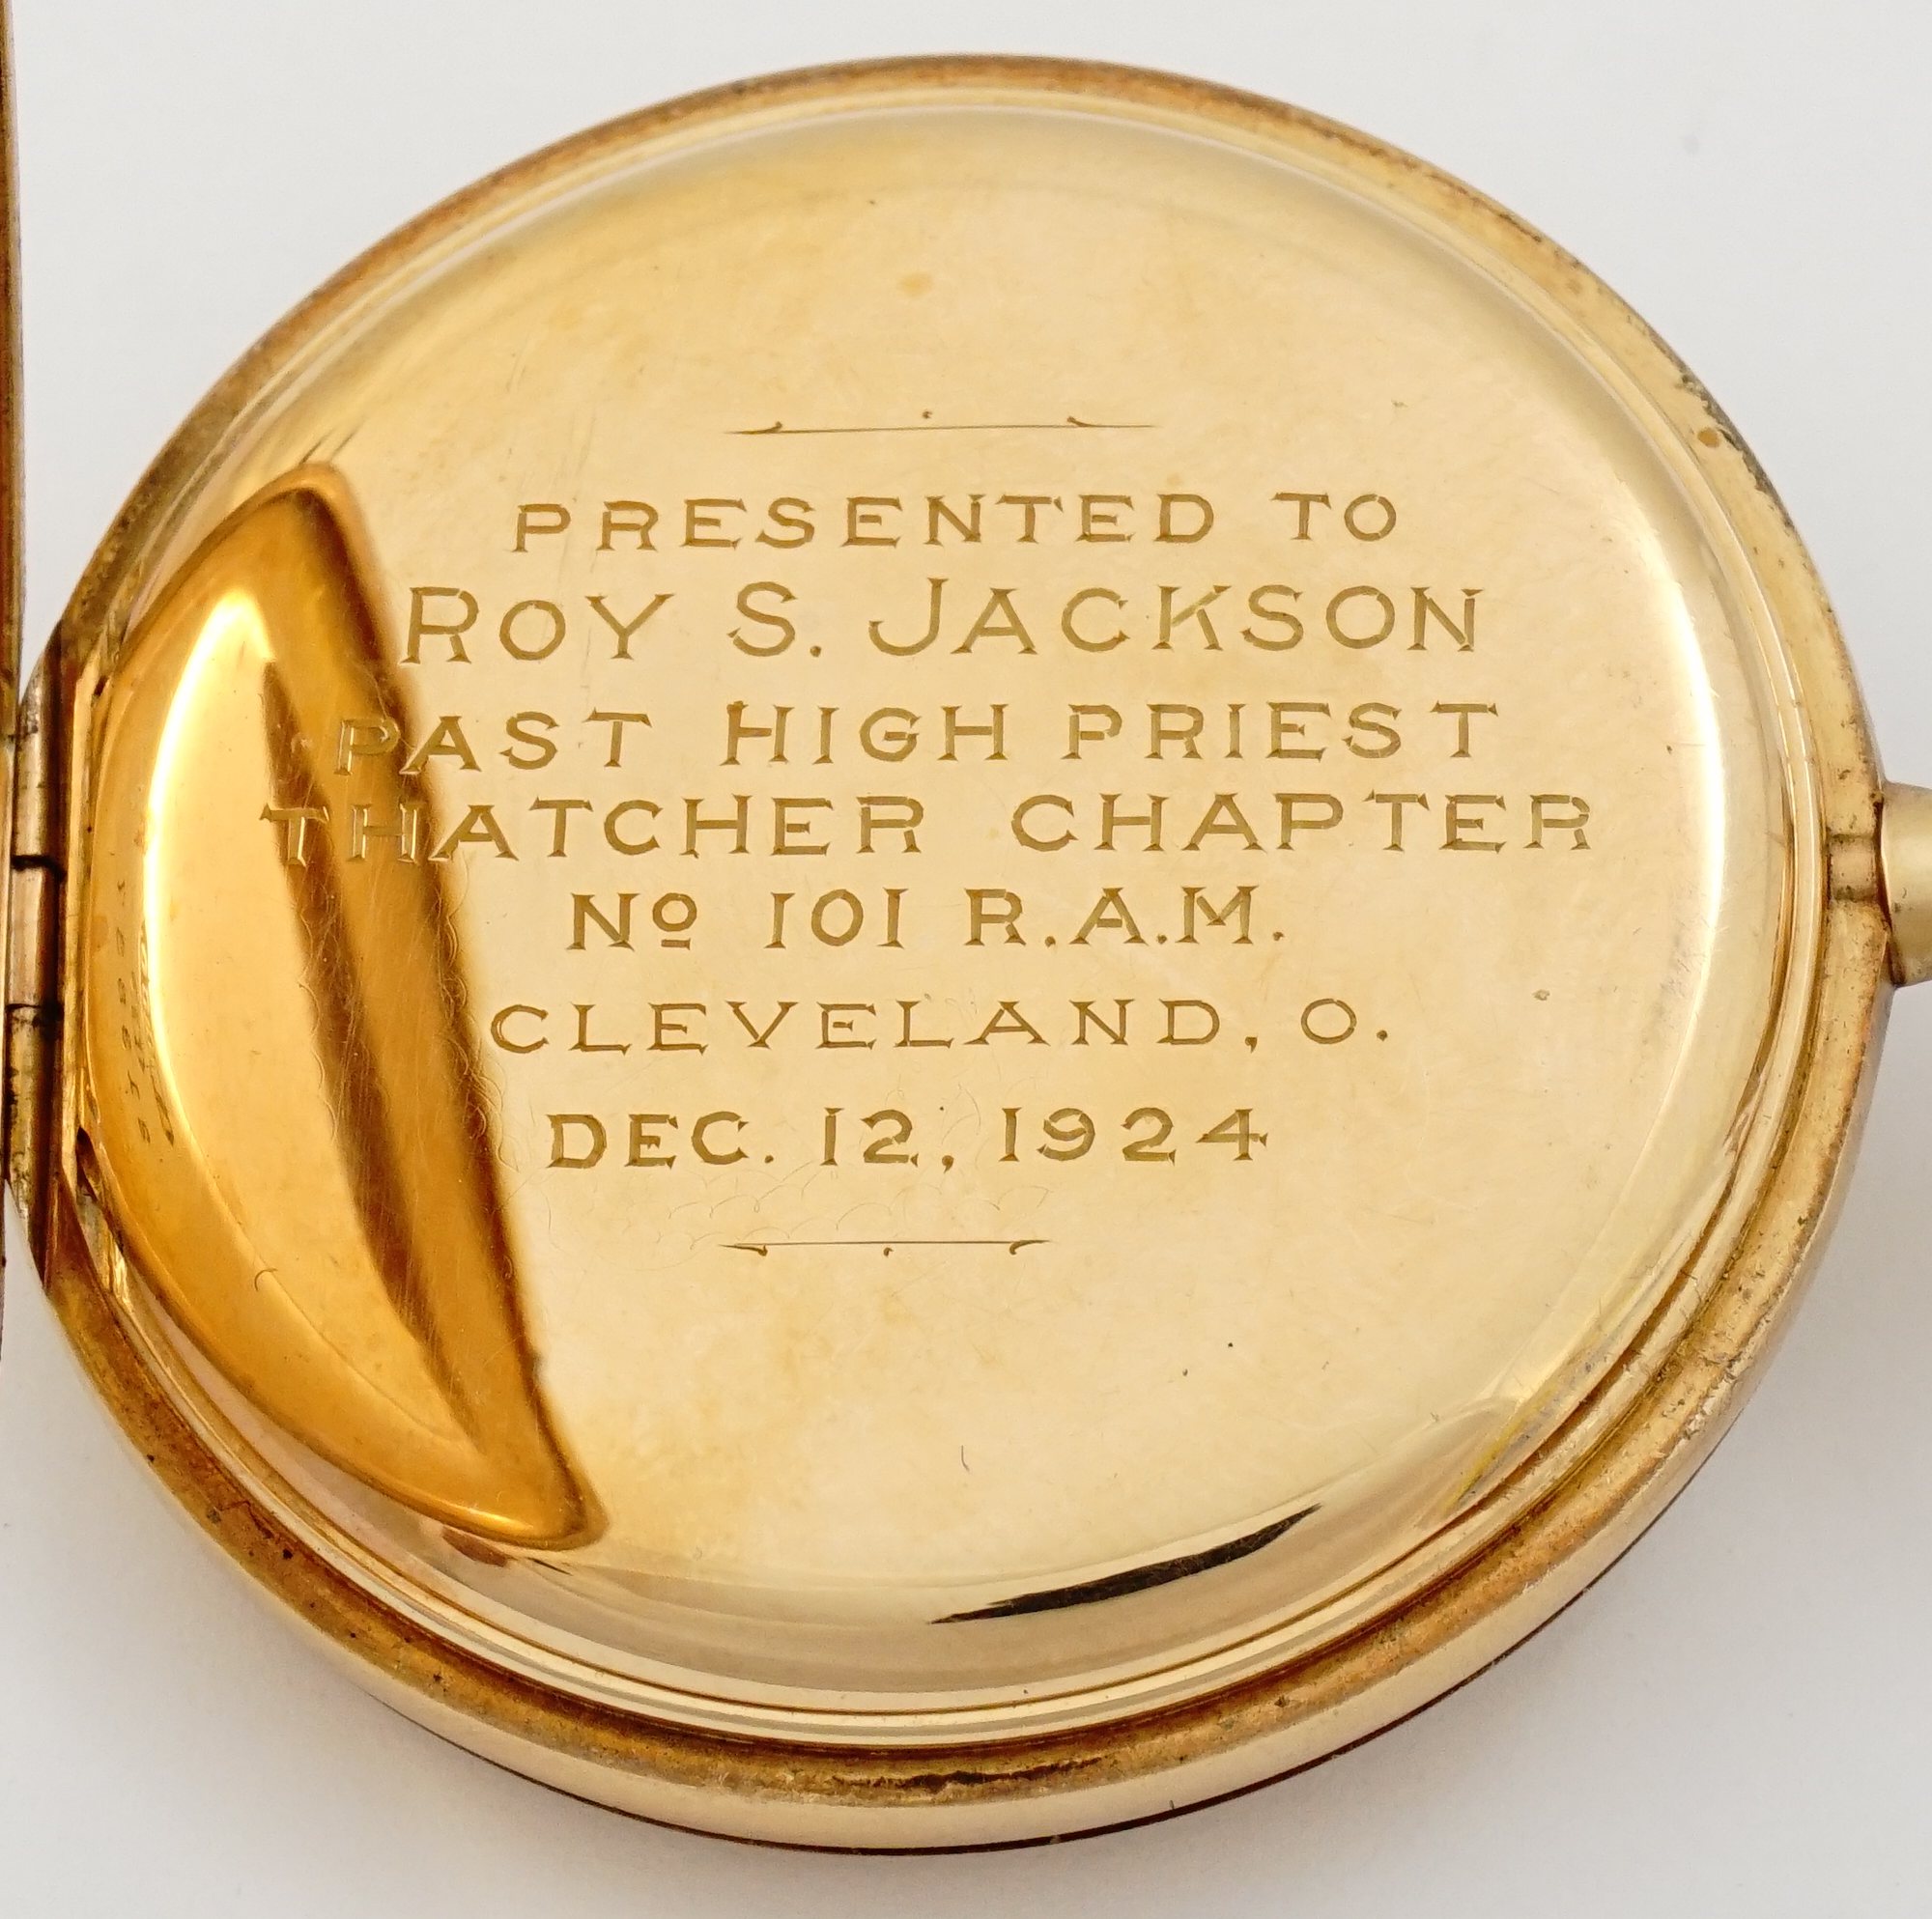 PRESENTED TO
ROY S. JACKSON
PAST HIGH PRIEST
THATCHER CHAPTER
Nº 101 R.A.M.
CLEVELAND, O.
DEC. 12, 1924